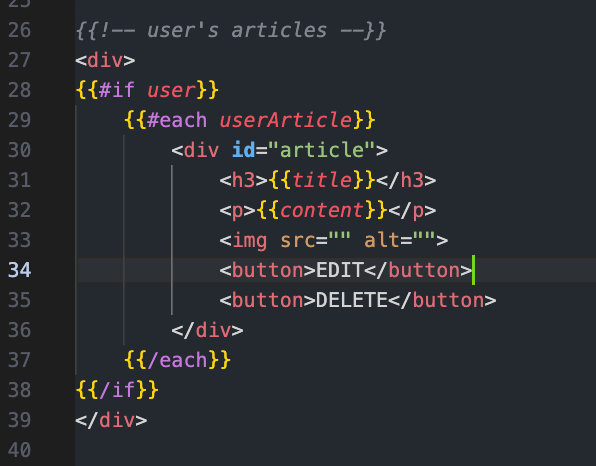 25
26 {{!-- user's articles --}}
27 <div>
28 {{#if user}}
29 {{#each userArticle}}
30 <div id="article">
31 <h3>{{title}}</h3>
32 <p>{{content}}</p>
33 <img src="" alt="">
34 <button>EDIT</button>
35 <button>DELETE</button>
36 </div>
37 {{/each}}
38 {{/if}}
39 </div>
40